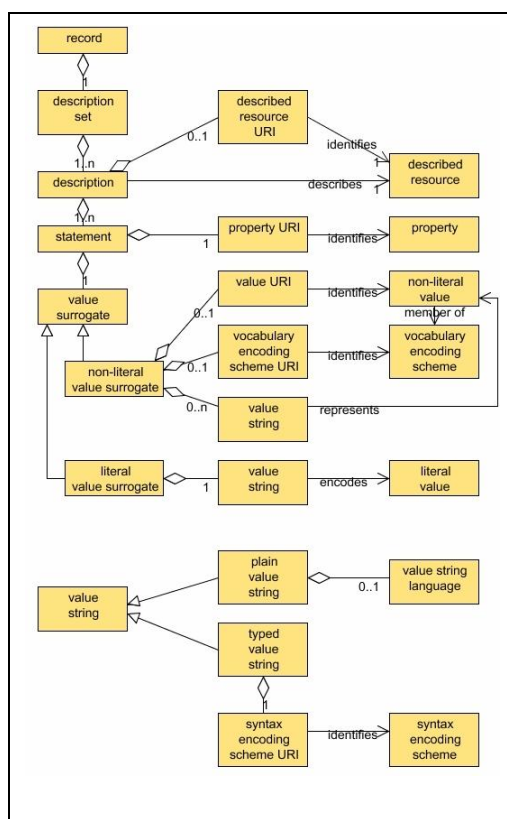 record
1
description
set
1..n
described
resource
URI
0..1
identifies
1
described
resource
description
describes
1
1..n
statement
1
property URI
identifies
property
1
value
surrogate
value URI
identifies
non-literal
value
0..1
member of
non-literal
value surrogate
0..1
vocabulary
encoding
scheme URI
identifies
vocabulary
encoding
scheme
0..n
value
string
represents
literal
value surrogate
1
value
string
encodes
literal
value
plain
value
string
0..1
value string
language
value
string
typed
value
string
1
syntax
encoding
scheme URI
identifies
syntax
encoding
scheme